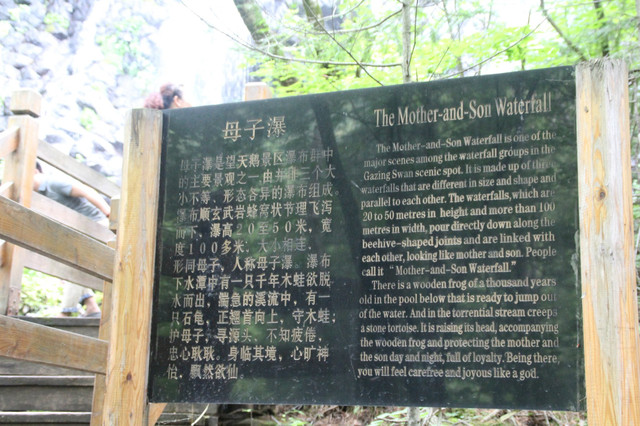 母子瀑
母子瀑是望天鹅景区瀑布群中
的主要景观之一,由并排三个大
小不等、形态各异的瀑布组成。
瀑布顺玄武岩蜂窝状节理飞泻
而下,瀑高20至50米,宽
度100多米,大小相连,
形同母子,人称母子瀑。瀑布
下水潭中有一只千年木蛙欲脱
水而出,湍急的溪流中,有一
只石龟,正翘首向上,守木蛙,
护母子,寻源头、不知疲倦,
忠心耿耿。身临其境,心旷神
怡,飘然欲仙。
The Mother-and-Son Waterfall
The Mother-and-Son Waterfall is one of the
major scenes among the waterfall groups in the
Gazing Swan scenic spot. It is made up of three
waterfalls that are different in size and shape and
parallel to each other. The waterfalls, which are
20 to 50 metres in height and more than 100
metres in width, pour directly down along the
beehive-shaped joints and are linked with
each other, looking like mother and son. People
call it "Mother-and-Son Waterfall."
There is a wooden frog of a thousand years
old in the pool below that is ready to jump out
of the water. And in the torrential stream creeps
a stone tortoise. It is raising its head, accompanying
the wooden frog and protecting the mother and
the son day and night, full of loyalty. Being there,
you will feel carefree and joyous like a god.